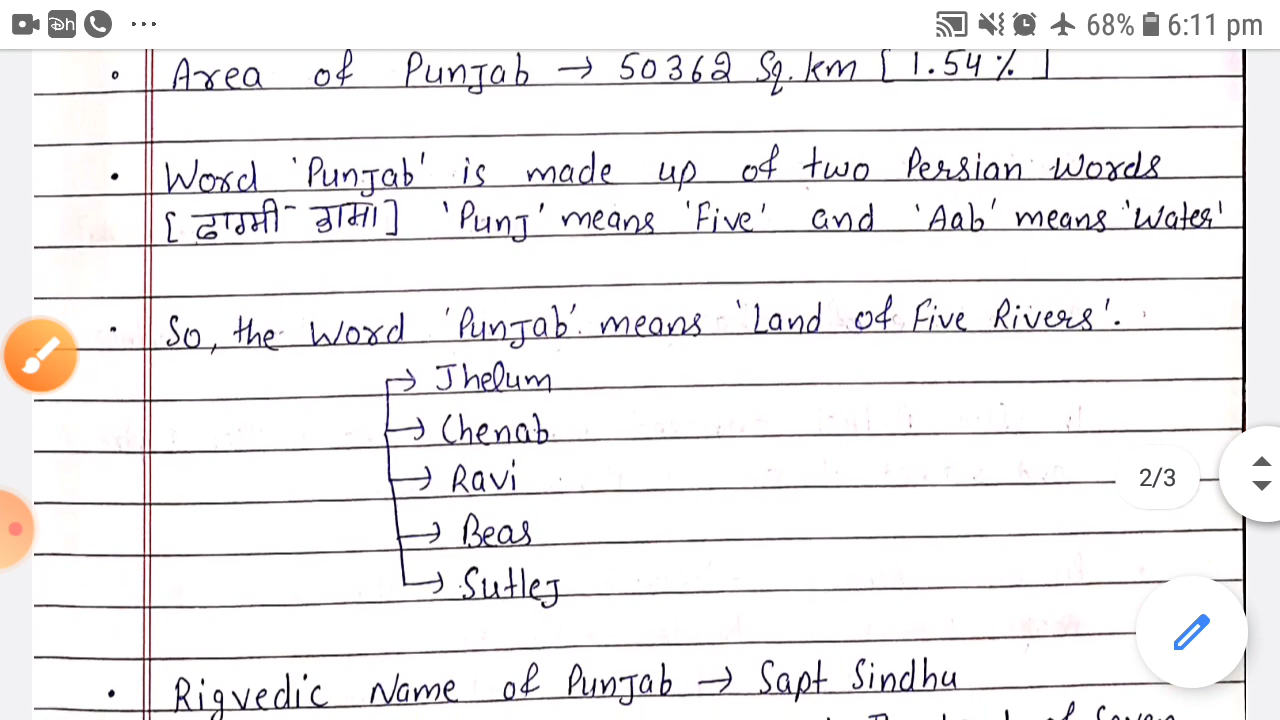 Dh ... 68% 6:11 pm
• Area of Punjab → 50362 Sq. km [1.54%]
• Word 'Punjab' is made up of two Persian words
[ਫਾਰਸੀ ਭਾਸ਼ਾ] 'Punj' means 'Five' and 'Aab' means 'Water'
• So, the word 'Punjab' means 'Land of Five Rivers'.
→ Jhelum
→ Chenab
→ Ravi
2/3
→ Beas
→ Sutlej
• Rigvedic Name of Punjab → Sapt Sindhu